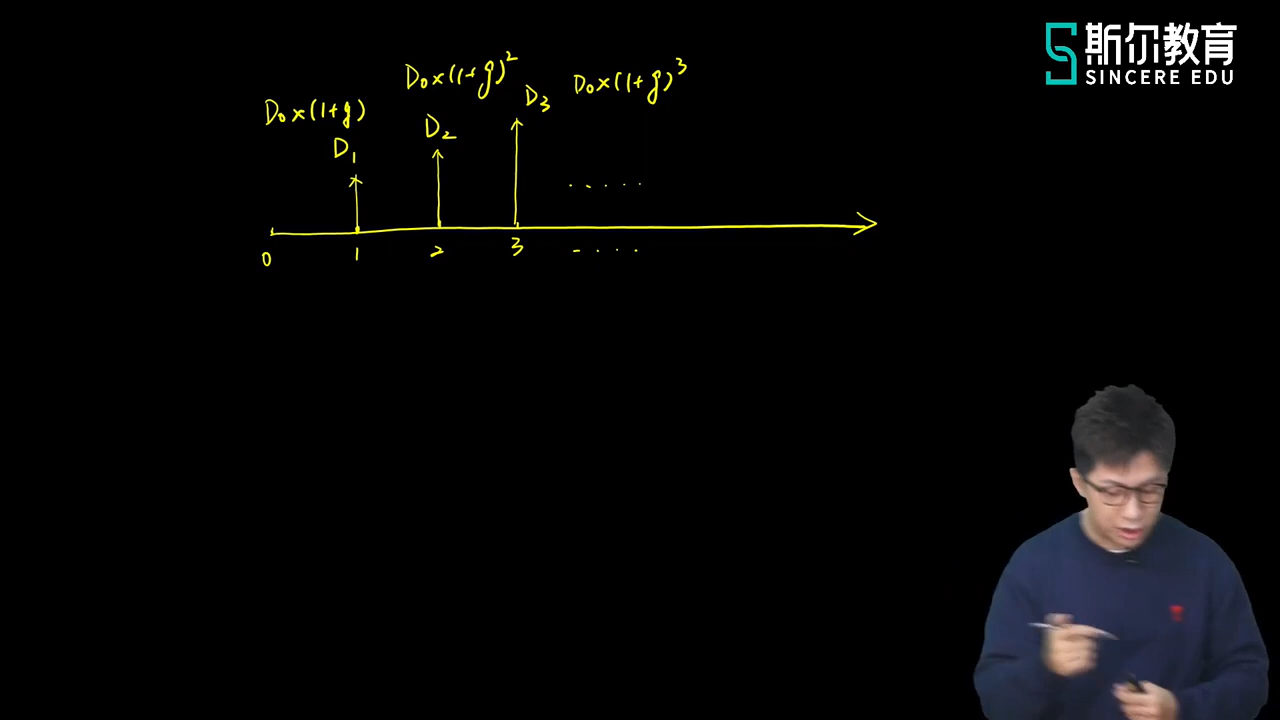 斯尔教育
SINCERE EDU
D₀×(1+g)²
D₀×(1+g)³
D₀×(1+g)
D₃
D₂
D₁
.....
0 1 2 3 ....